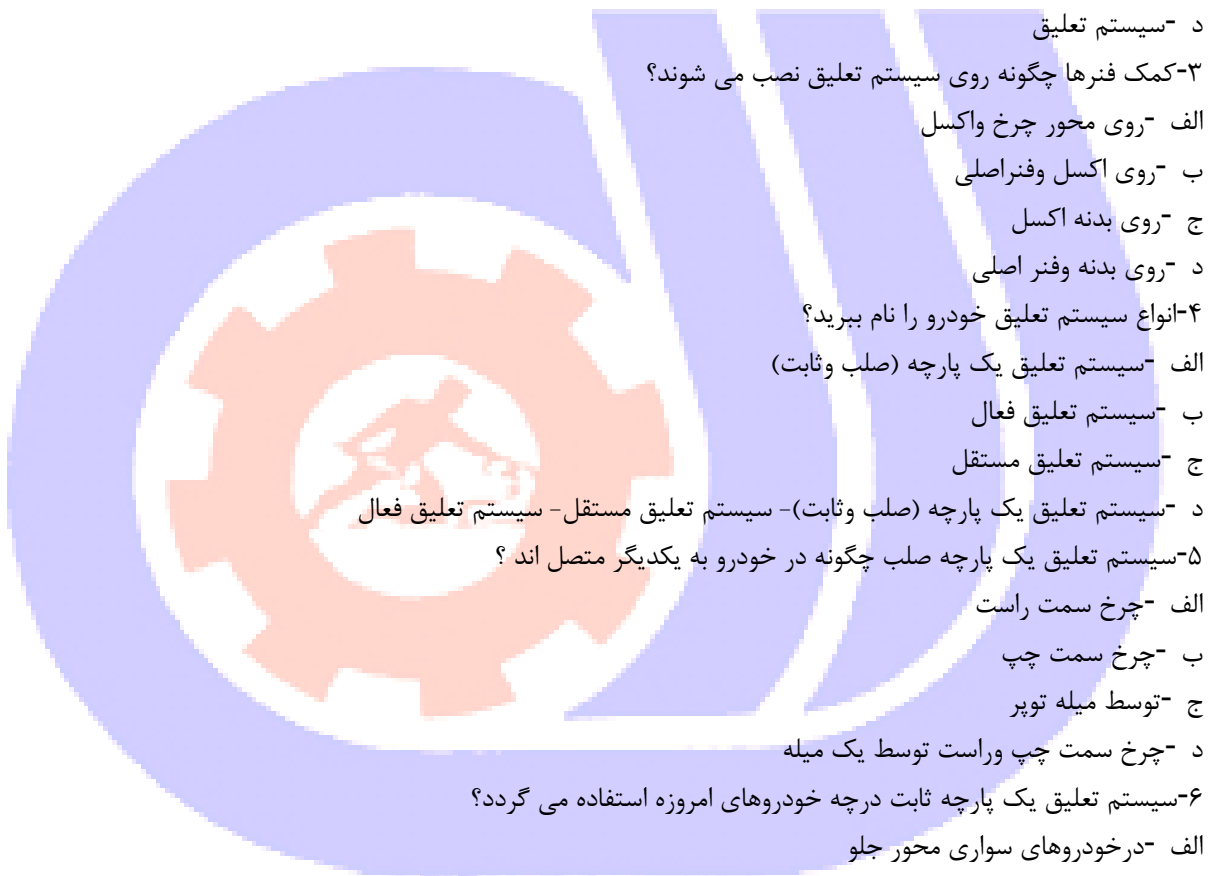 د -سیستم تعلیق
۳-کمک فنرها چگونه روی سیستم تعلیق نصب می شوند؟
الف -روی محور چرخ واکسل
ب -روی اکسل وفنراصلی
ج -روی بدنه اکسل
د -روی بدنه وفنر اصلی
۴-انواع سیستم تعلیق خودرو را نام ببرید؟
الف -سیستم تعلیق یک پارچه (صلب وثابت)
ب -سیستم تعلیق فعال
ج -سیستم تعلیق مستقل
د -سیستم تعلیق یک پارچه (صلب وثابت)- سیستم تعلیق مستقل- سیستم تعلیق فعال
۵-سیستم تعلیق یک پارچه صلب چگونه در خودرو به یکدیگر متصل اند ؟
الف -چرخ سمت راست
ب -چرخ سمت چپ
ج -توسط میله توپر
د -چرخ سمت چپ وراست توسط یک میله
۶-سیستم تعلیق یک پارچه ثابت درچه خودروهای امروزه استفاده می گردد؟
الف -درخودروهای سواری محور جلو